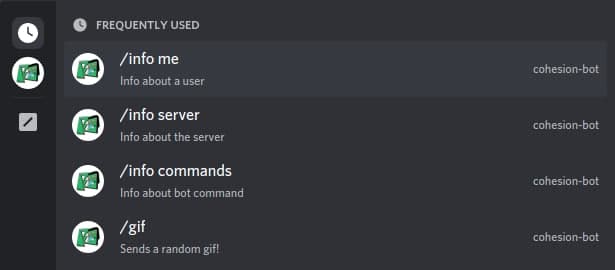 FREQUENTLY USED
/info me
Info about a user
cohesion-bot
/info server
Info about the server
cohesion-bot
/info commands
Info about bot command
cohesion-bot
/gif
Sends a random gif!
cohesion-bot